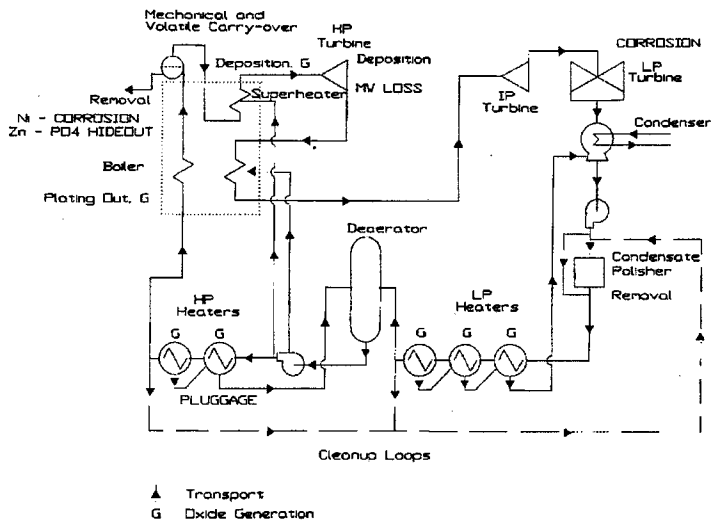 Mechanical and
Volatile Carry-over
HP
Turbine
Deposition, G
Deposition
MW LOSS
CORROSION
LP
Turbine
Removal
Superheater
IP
Turbine
Ni - CORROSION
Zn - PO4 HIDEOUT
Condenser
Boiler
Plating Out, G
Deaerator
Condensate
Polisher
Removal
HP
Heaters
LP
Heaters
G
G
G
G
G
PLUGGAGE
Cleanup Loops
Transport
G Oxide Generation